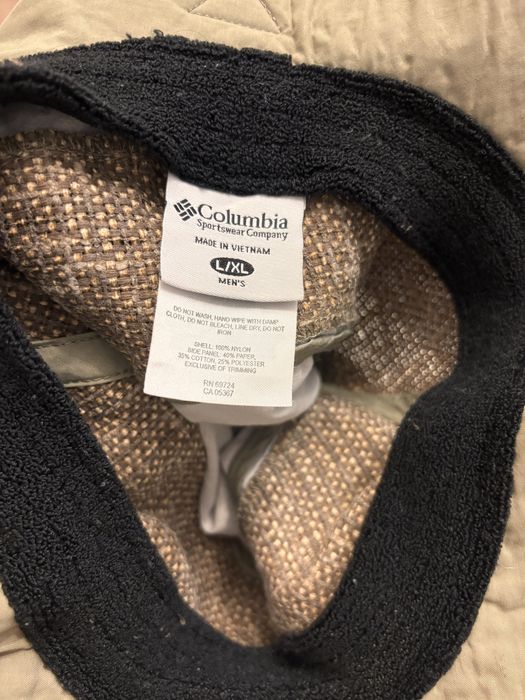 Columbia
Sportswear Company
MADE IN VIETNAM
L/XL
MEN'S
DO NOT WASH, HAND WIPE WITH DAMP
CLOTH, DO NOT BLEACH, LINE DRY, DO NOT
IRON
SHELL: 100% NYLON
SIDE PANEL: 40% PAPER,
35% COTTON, 25% POLYESTER
EXCLUSIVE OF TRIMMING
RN 69724
CA 05367